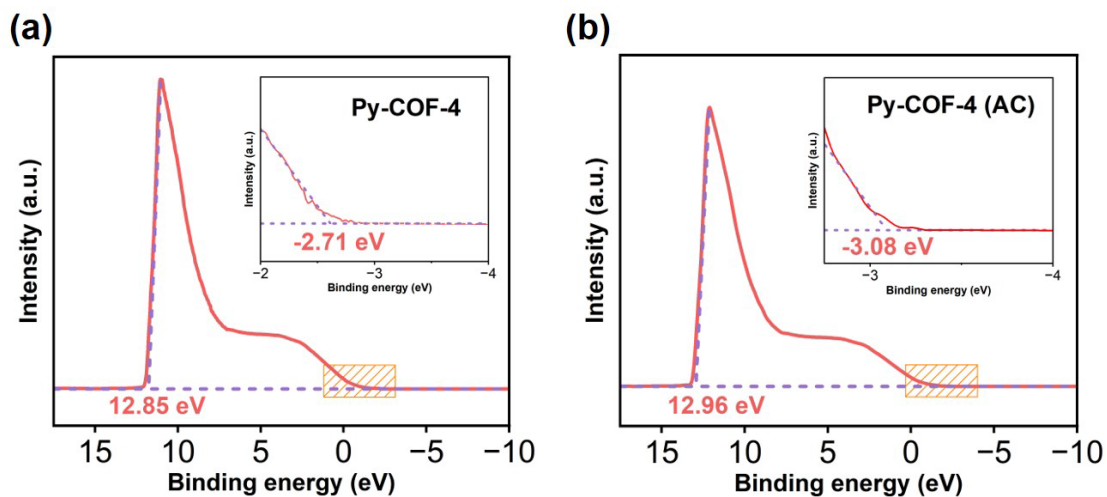 (a)
Intensity (a.u.)
Py-COF-4
Intensity (a.u.)
-2.71 eV
−2 −3 −4
Binding energy (eV)
12.85 eV
15 10 5 0 −5 −10
Binding energy (eV)
(b)
Intensity (a.u.)
Py-COF-4 (AC)
Intensity (a.u.)
-3.08 eV
−3 −4
Binding energy (eV)
12.96 eV
15 10 5 0 −5 −10
Binding energy (eV)